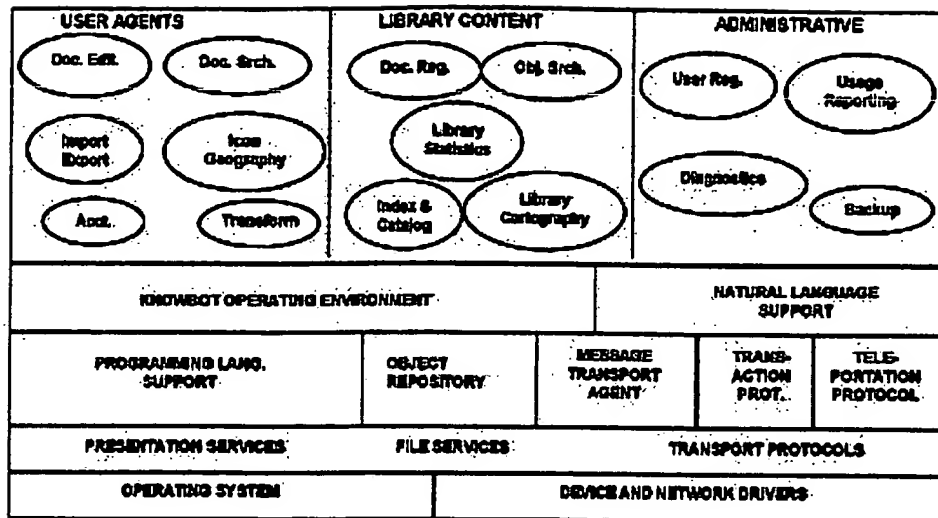 USER AGENTS
LIBRARY CONTENT
ADMINISTRATIVE
Doc. Edit.
Doc. Srch.
Doc. Reg.
Obj. Srch.
User Reg.
Usage
Reporting
Import
Export
Icon
Geography
Library
Statistics
Diagnostics
Acct.
Transform
Index &
Catalog
Library
Cartography
Backup
KNOWBOT OPERATING ENVIRONMENT
NATURAL LANGUAGE
SUPPORT
PROGRAMMING LANG.
SUPPORT
OBJECT
REPOSITORY
MESSAGE
TRANSPORT
AGENT
TRANS-
ACTION
PROT.
TELE-
PORTATION
PROTOCOL
PRESENTATION SERVICES
FILE SERVICES
TRANSPORT PROTOCOLS
OPERATING SYSTEM
DEVICE AND NETWORK DRIVERS